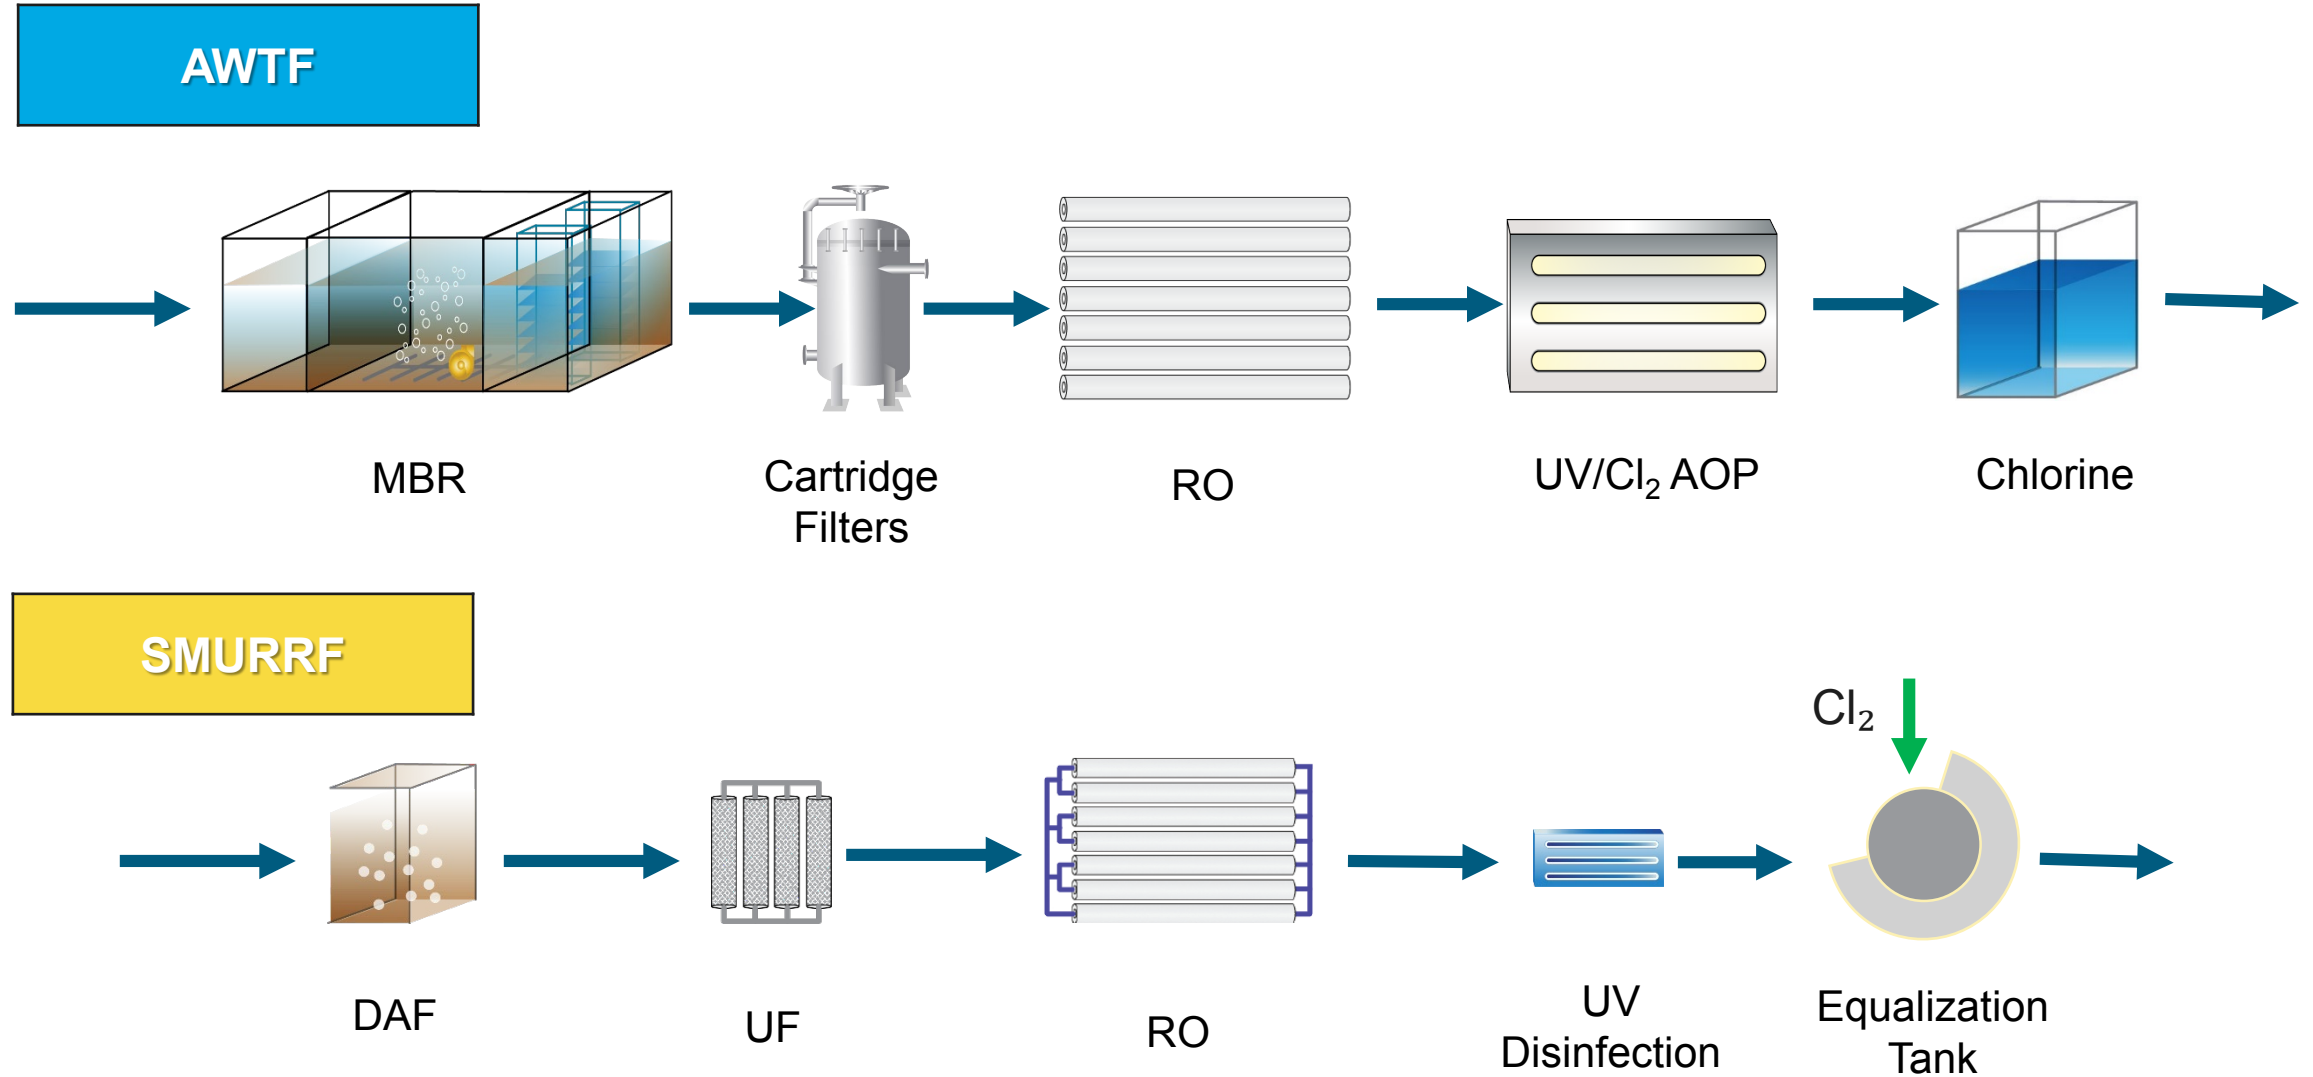 AWTF
MBR
Cartridge
Filters
RO
UV/Cl₂ AOP
Chlorine
SMURRF
Cl₂
DAF
UF
RO
UV
Disinfection
Equalization
Tank